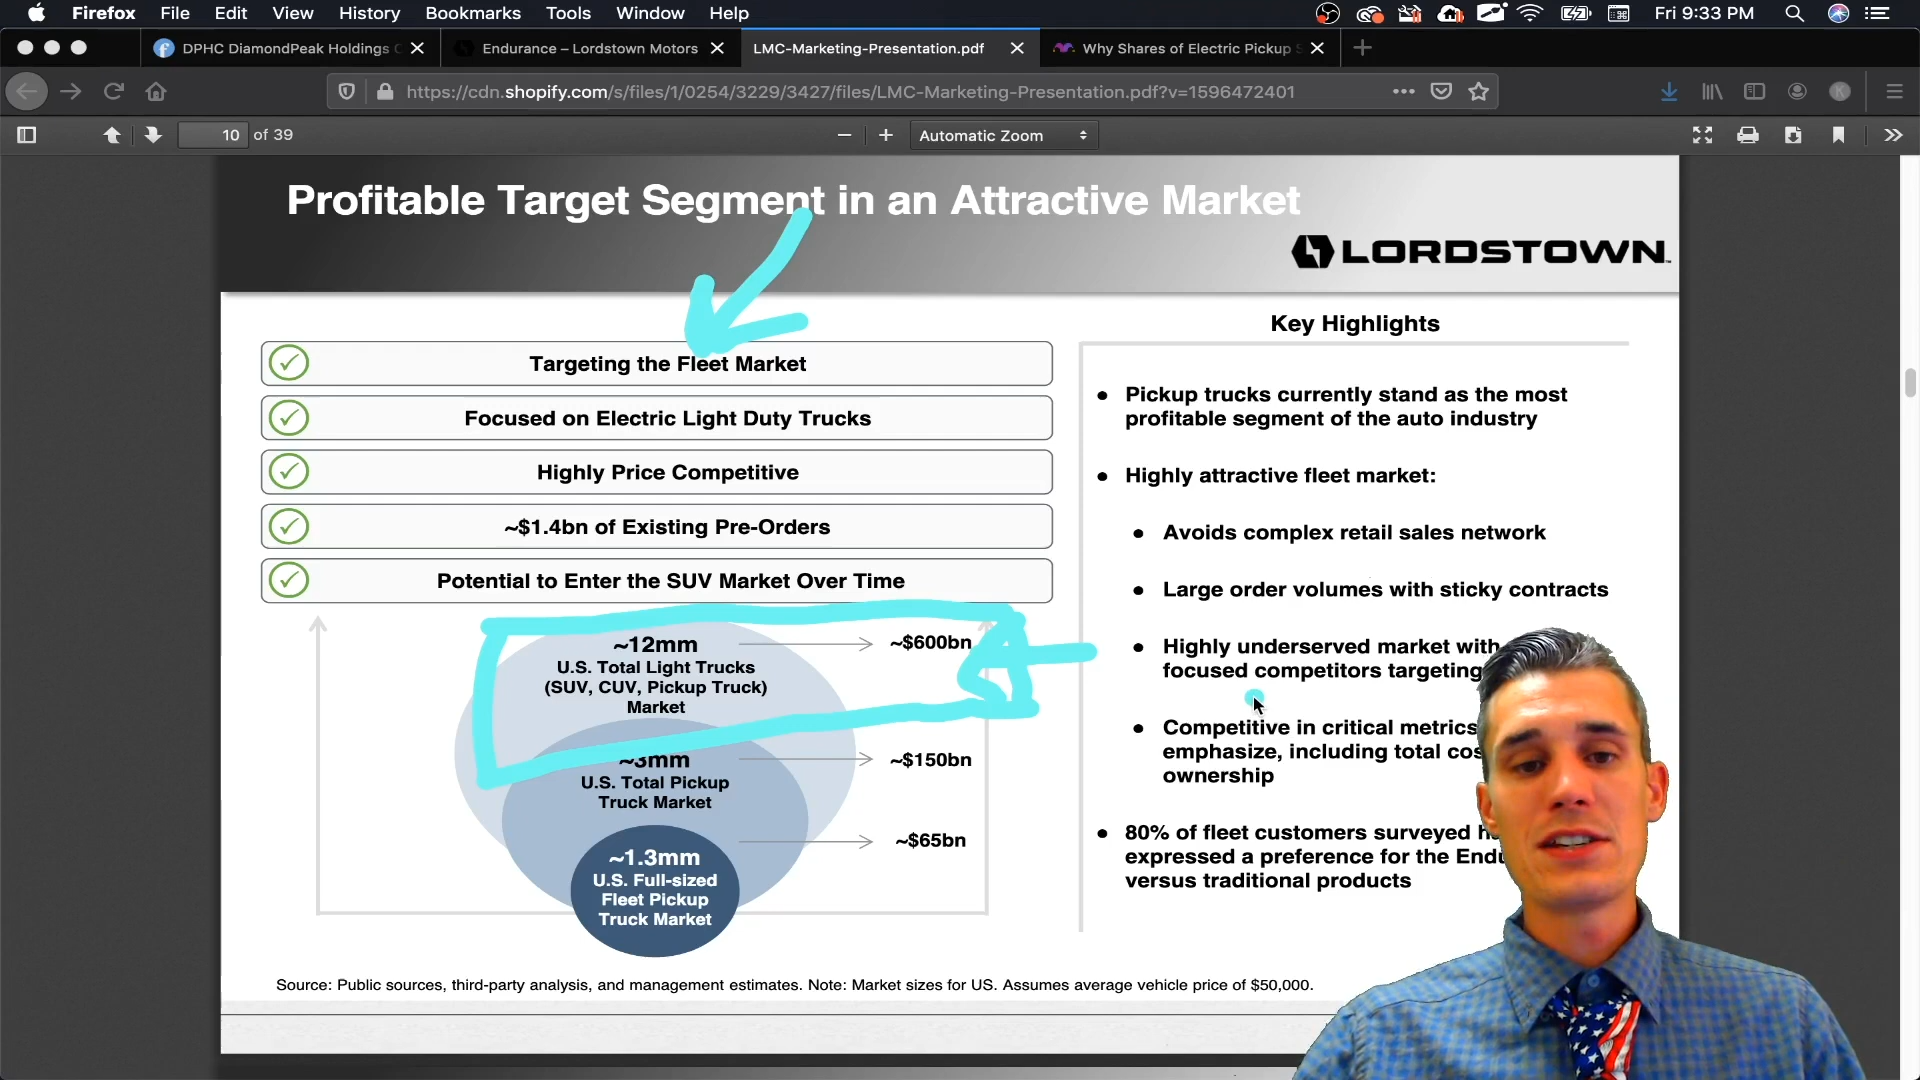 Firefox File Edit View History Bookmarks Tools Window Help Fri 9:33 PM
DPHC DiamondPeak Holdings
Endurance – Lordstown Motors
LMC-Marketing-Presentation.pdf
Why Shares of Electric Pickup
https://cdn.shopify.com/s/files/1/0254/3229/3427/files/LMC-Marketing-Presentation.pdf?v=1596472401
10 of 39
Automatic Zoom
Profitable Target Segment in an Attractive Market
LORDSTOWN™
Targeting the Fleet Market
Focused on Electric Light Duty Trucks
Highly Price Competitive
~$1.4bn of Existing Pre-Orders
Potential to Enter the SUV Market Over Time
~12mm
U.S. Total Light Trucks
(SUV, CUV, Pickup Truck)
Market
~$600bn
~3mm
U.S. Total Pickup
Truck Market
~$150bn
~1.3mm
U.S. Full-sized
Fleet Pickup
Truck Market
~$65bn
Key Highlights
• Pickup trucks currently stand as the most
profitable segment of the auto industry
• Highly attractive fleet market:
• Avoids complex retail sales network
• Large order volumes with sticky contracts
• Highly underserved market with
focused competitors targeting
• Competitive in critical metrics
emphasize, including total
ownership
• 80% of fleet customers surveyed
expressed a preference for the
versus traditional products
Source: Public sources, third-party analysis, and management estimates. Note: Market sizes for US. Assumes average vehicle price of $50,000.